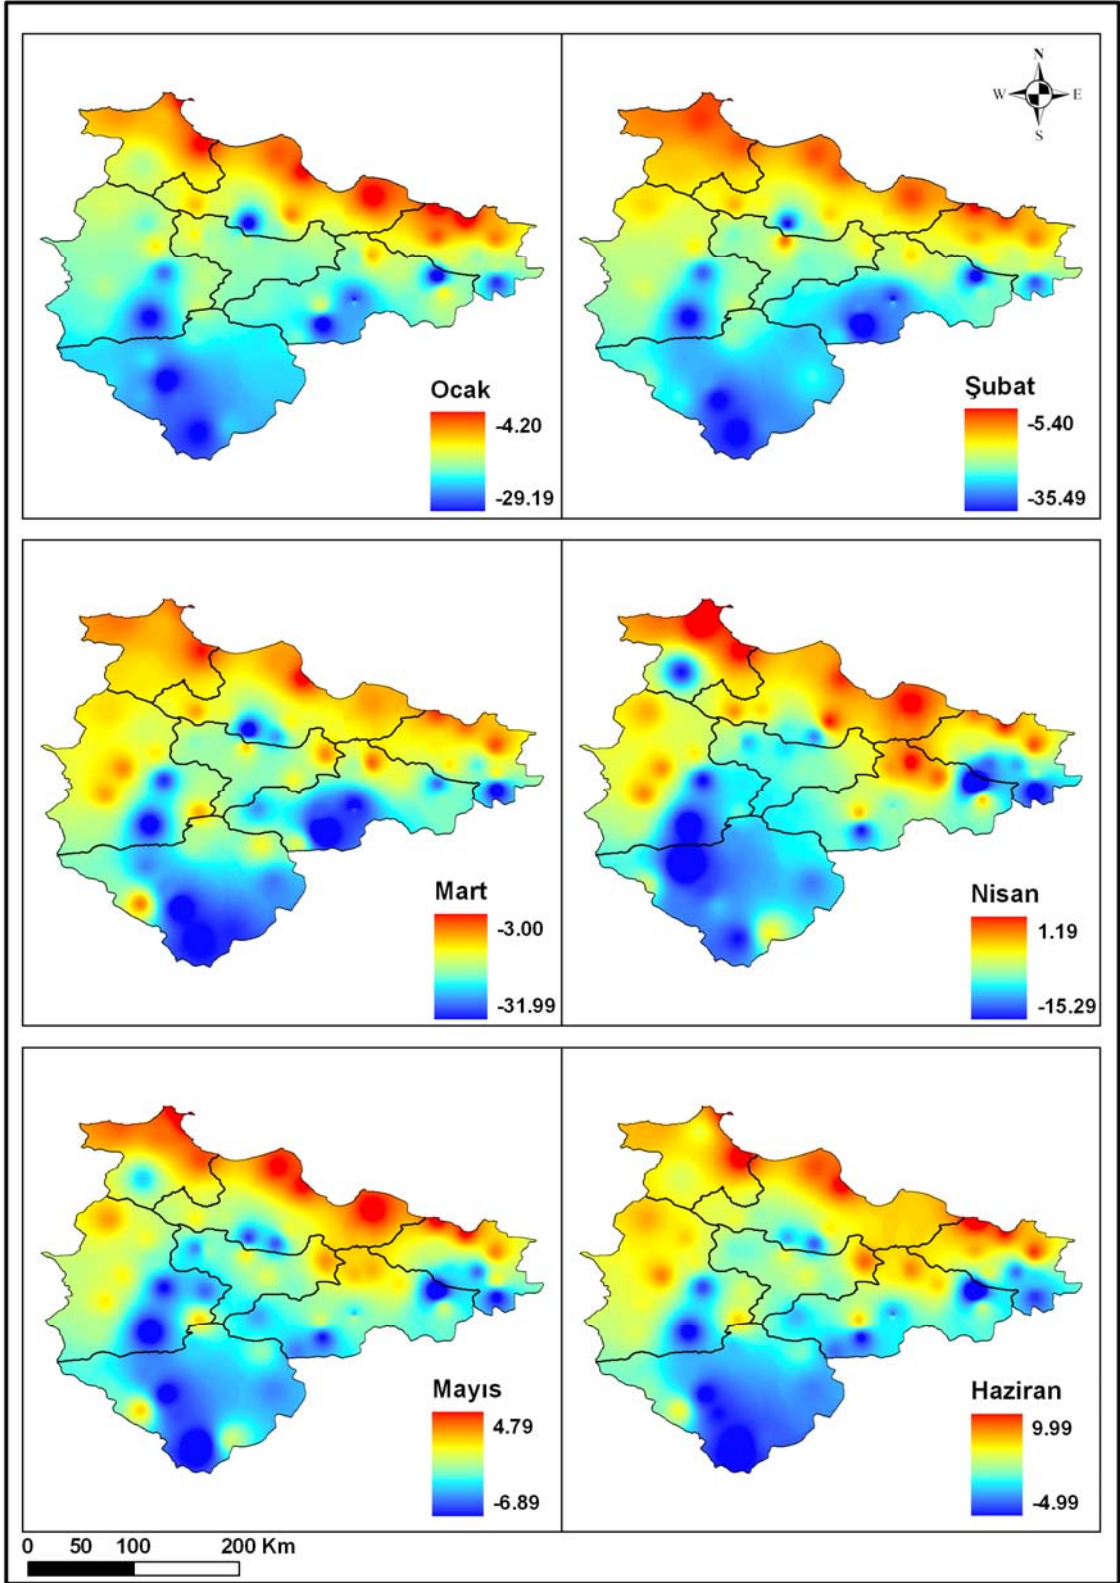 N
W E
S
Ocak
-4.20
-29.19
Şubat
-5.40
-35.49
Mart
-3.00
-31.99
Nisan
1.19
-15.29
Mayıs
4.79
-6.89
Haziran
9.99
-4.99
0 50 100 200 Km